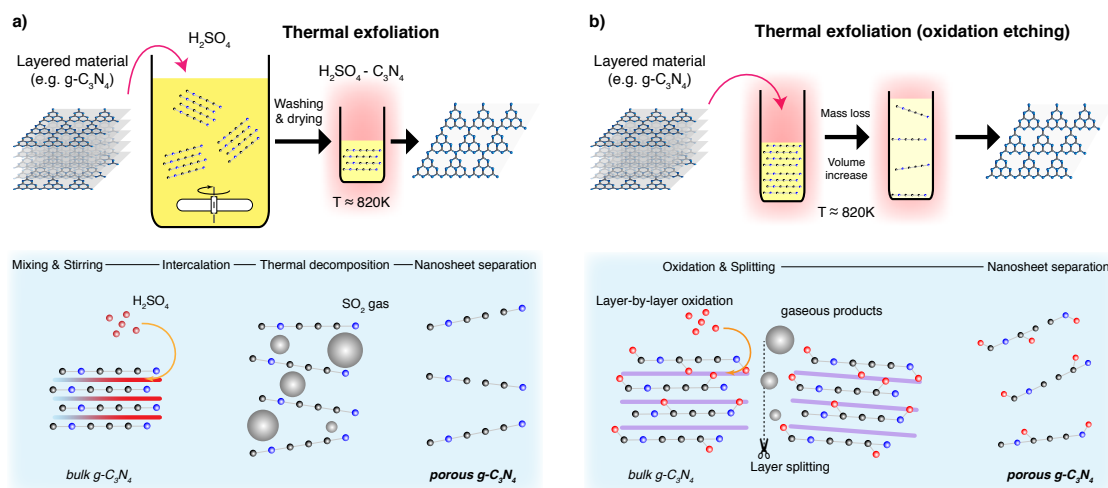 a)
H₂SO₄
Thermal exfoliation
Layered material
(e.g. g-C₃N₄)
H₂SO₄ - C₃N₄
Washing
& drying
T ≈ 820K
Mixing & Stirring
Intercalation
Thermal decomposition
Nanosheet separation
H₂SO₄
SO₂ gas
bulk g-C₃N₄
porous g-C₃N₄
b)
Thermal exfoliation (oxidation etching)
Layered material
(e.g. g-C₃N₄)
Mass loss
Volume
increase
T ≈ 820K
Oxidation & Splitting
Nanosheet separation
Layer-by-layer oxidation
gaseous products
Layer splitting
bulk g-C₃N₄
porous g-C₃N₄